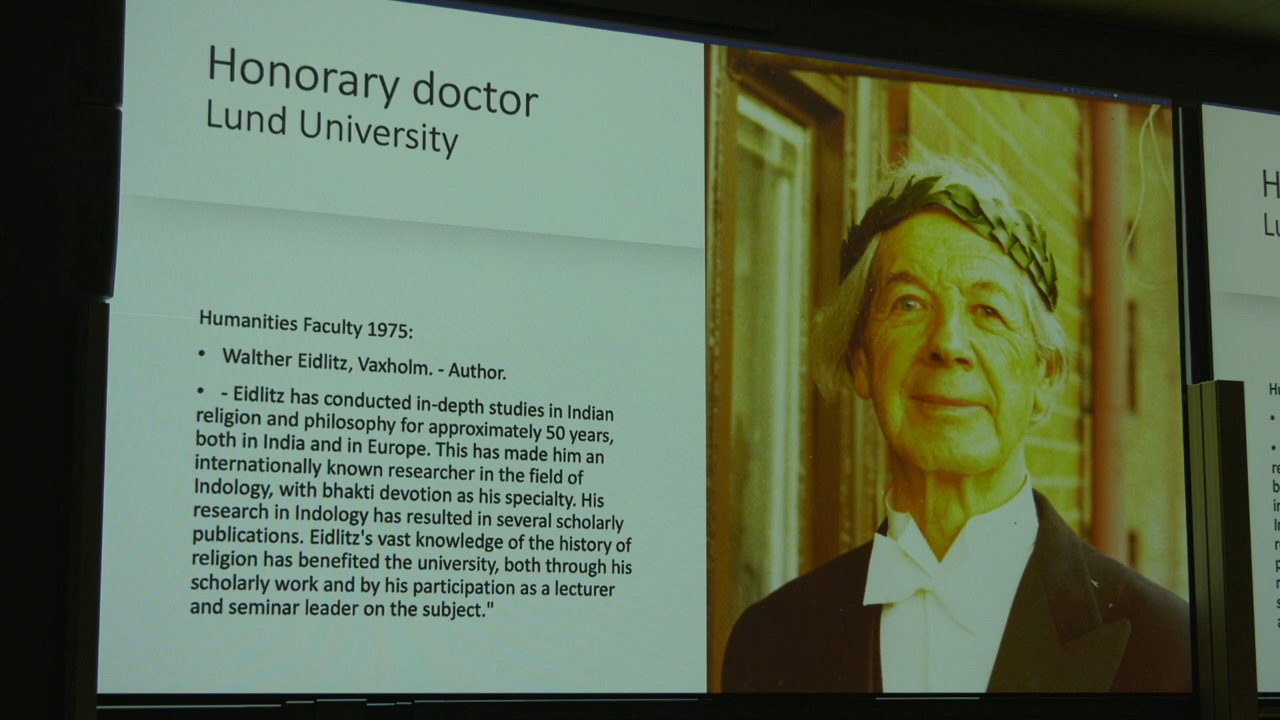 Honorary doctor
Lund University
Humanities Faculty 1975:
• Walther Eidlitz, Vaxholm. - Author.
• - Eidlitz has conducted in-depth studies in Indian
religion and philosophy for approximately 50 years,
both in India and in Europe. This has made him an
internationally known researcher in the field of
Indology, with bhakti devotion as his specialty. His
research in Indology has resulted in several scholarly
publications. Eidlitz's vast knowledge of the history of
religion has benefited the university, both through his
scholarly work and by his participation as a lecturer
and seminar leader on the subject."